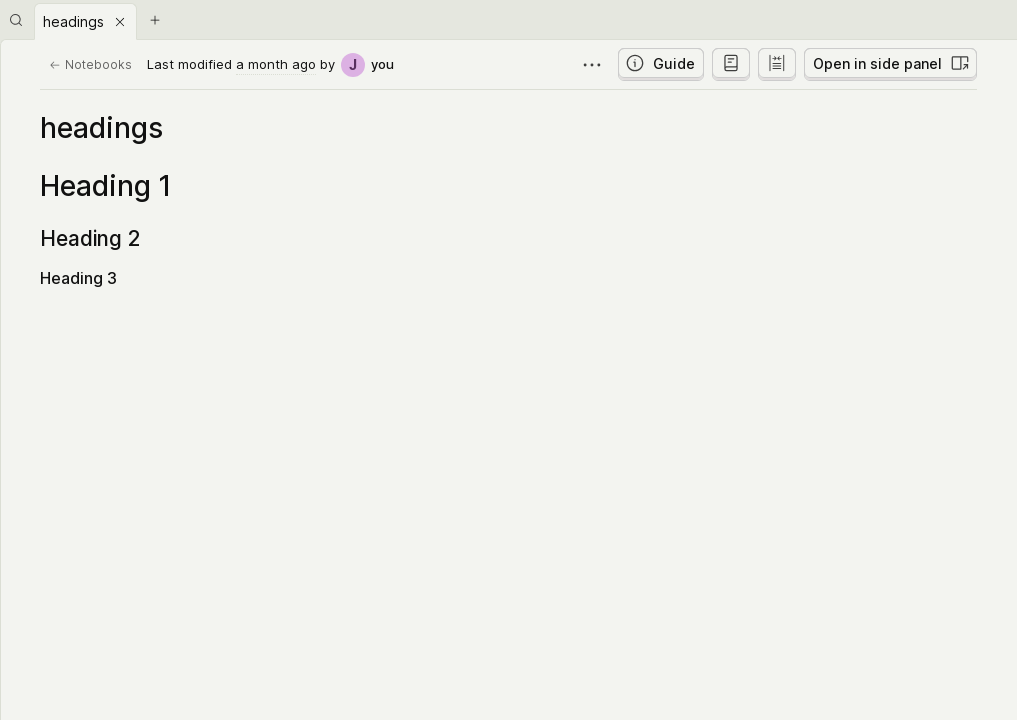 headings
Notebooks
Last modified a month ago by J you
Guide
Open in side panel
headings
Heading 1
Heading 2
Heading 3